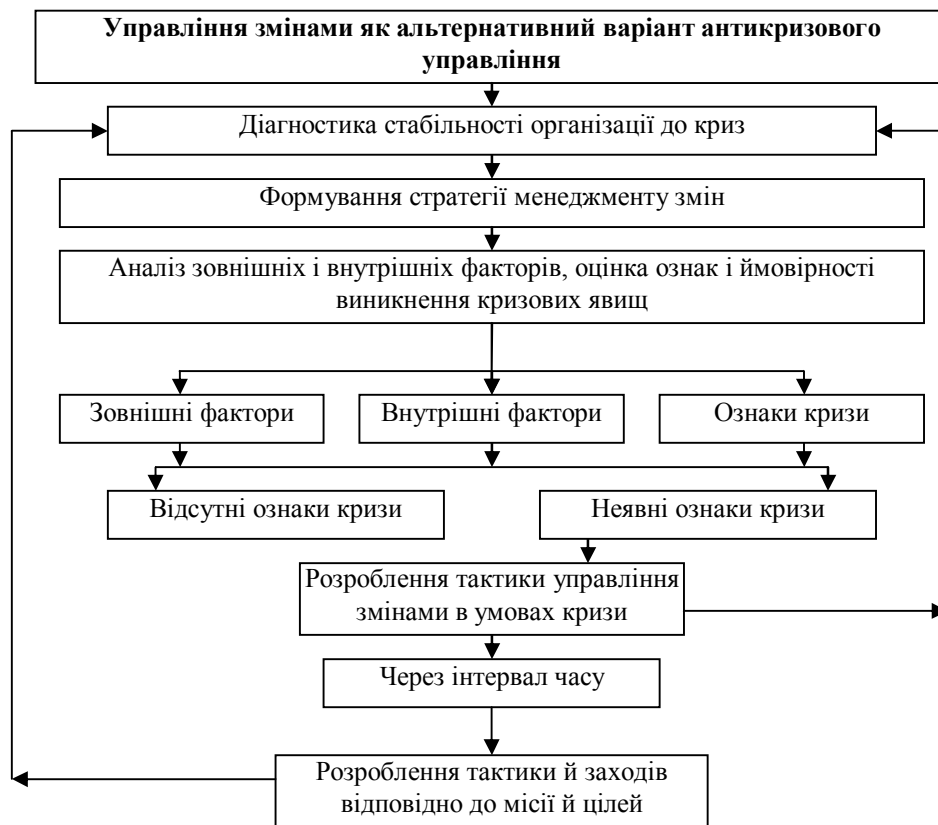 Управління змінами як альтернативний варіант антикризового
управління
Діагностика стабільності організації до криз
Формування стратегії менеджменту змін
Аналіз зовнішніх і внутрішніх факторів, оцінка ознак і ймовірності
виникнення кризових явищ
Зовнішні фактори
Внутрішні фактори
Ознаки кризи
Відсутні ознаки кризи
Неявні ознаки кризи
Розроблення тактики управління
змінами в умовах кризи
Через інтервал часу
Розроблення тактики й заходів
відповідно до місії й цілей